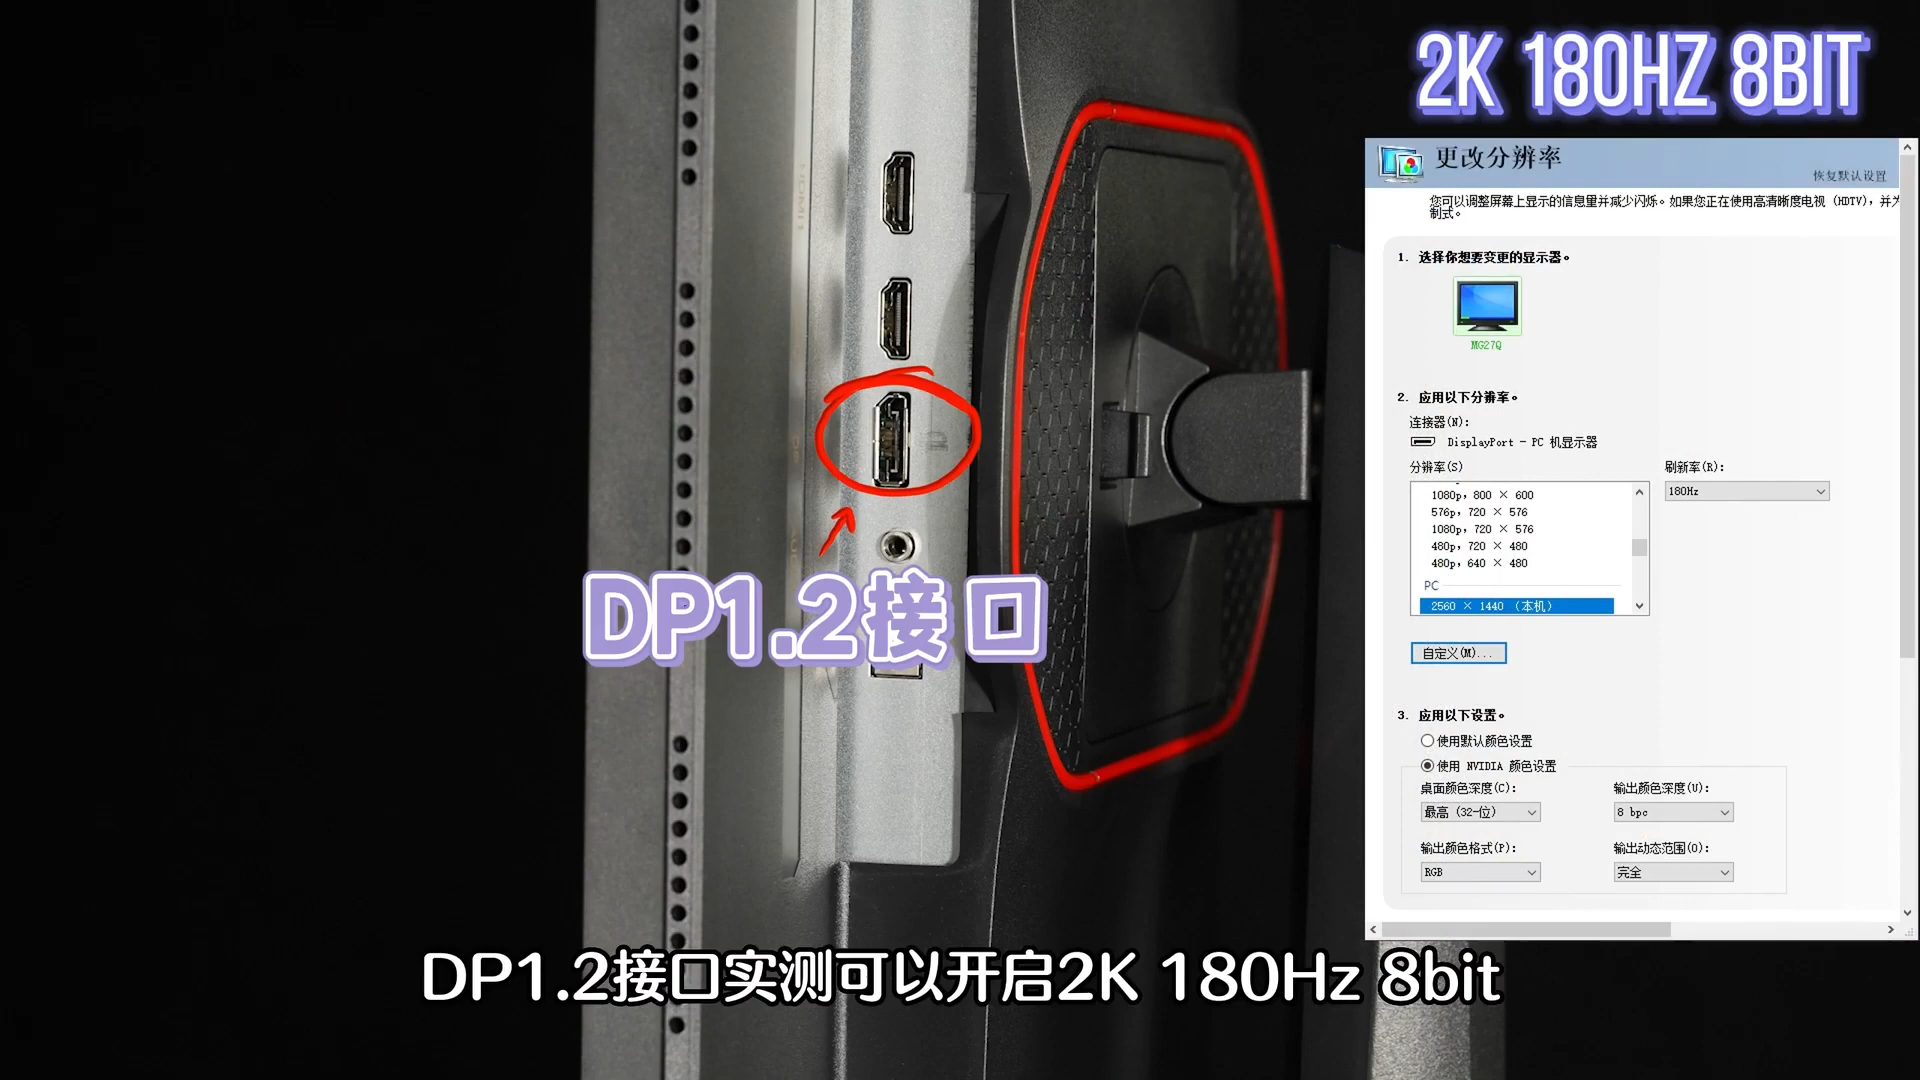 2K 180HZ 8BIT
更改分辨率
恢复默认设置
您可以调整屏幕上显示的信息量并减少闪烁。如果您正在使用高清晰度电视 (HDTV), 并
制式。
1. 选择你想要变更的显示器。
MG27Q
2. 应用以下分辨率。
连接器(N):
DisplayPort - PC 机显示器
分辨率(S)
刷新率(R):
1080p, 800 × 600
180Hz
576p, 720 × 576
1080p, 720 × 576
480p, 720 × 480
480p, 640 × 480
PC
2560 × 1440 (本机)
自定义(M)...
3. 应用以下设置。
使用默认颜色设置
使用 NVIDIA 颜色设置
桌面颜色深度(C):
输出颜色深度(U):
最高 (32-位)
8 bpc
输出颜色格式(P):
输出动态范围(O):
RGB
完全
DP1.2接口
DP1.2接口实测可以开启2K 180Hz 8bit